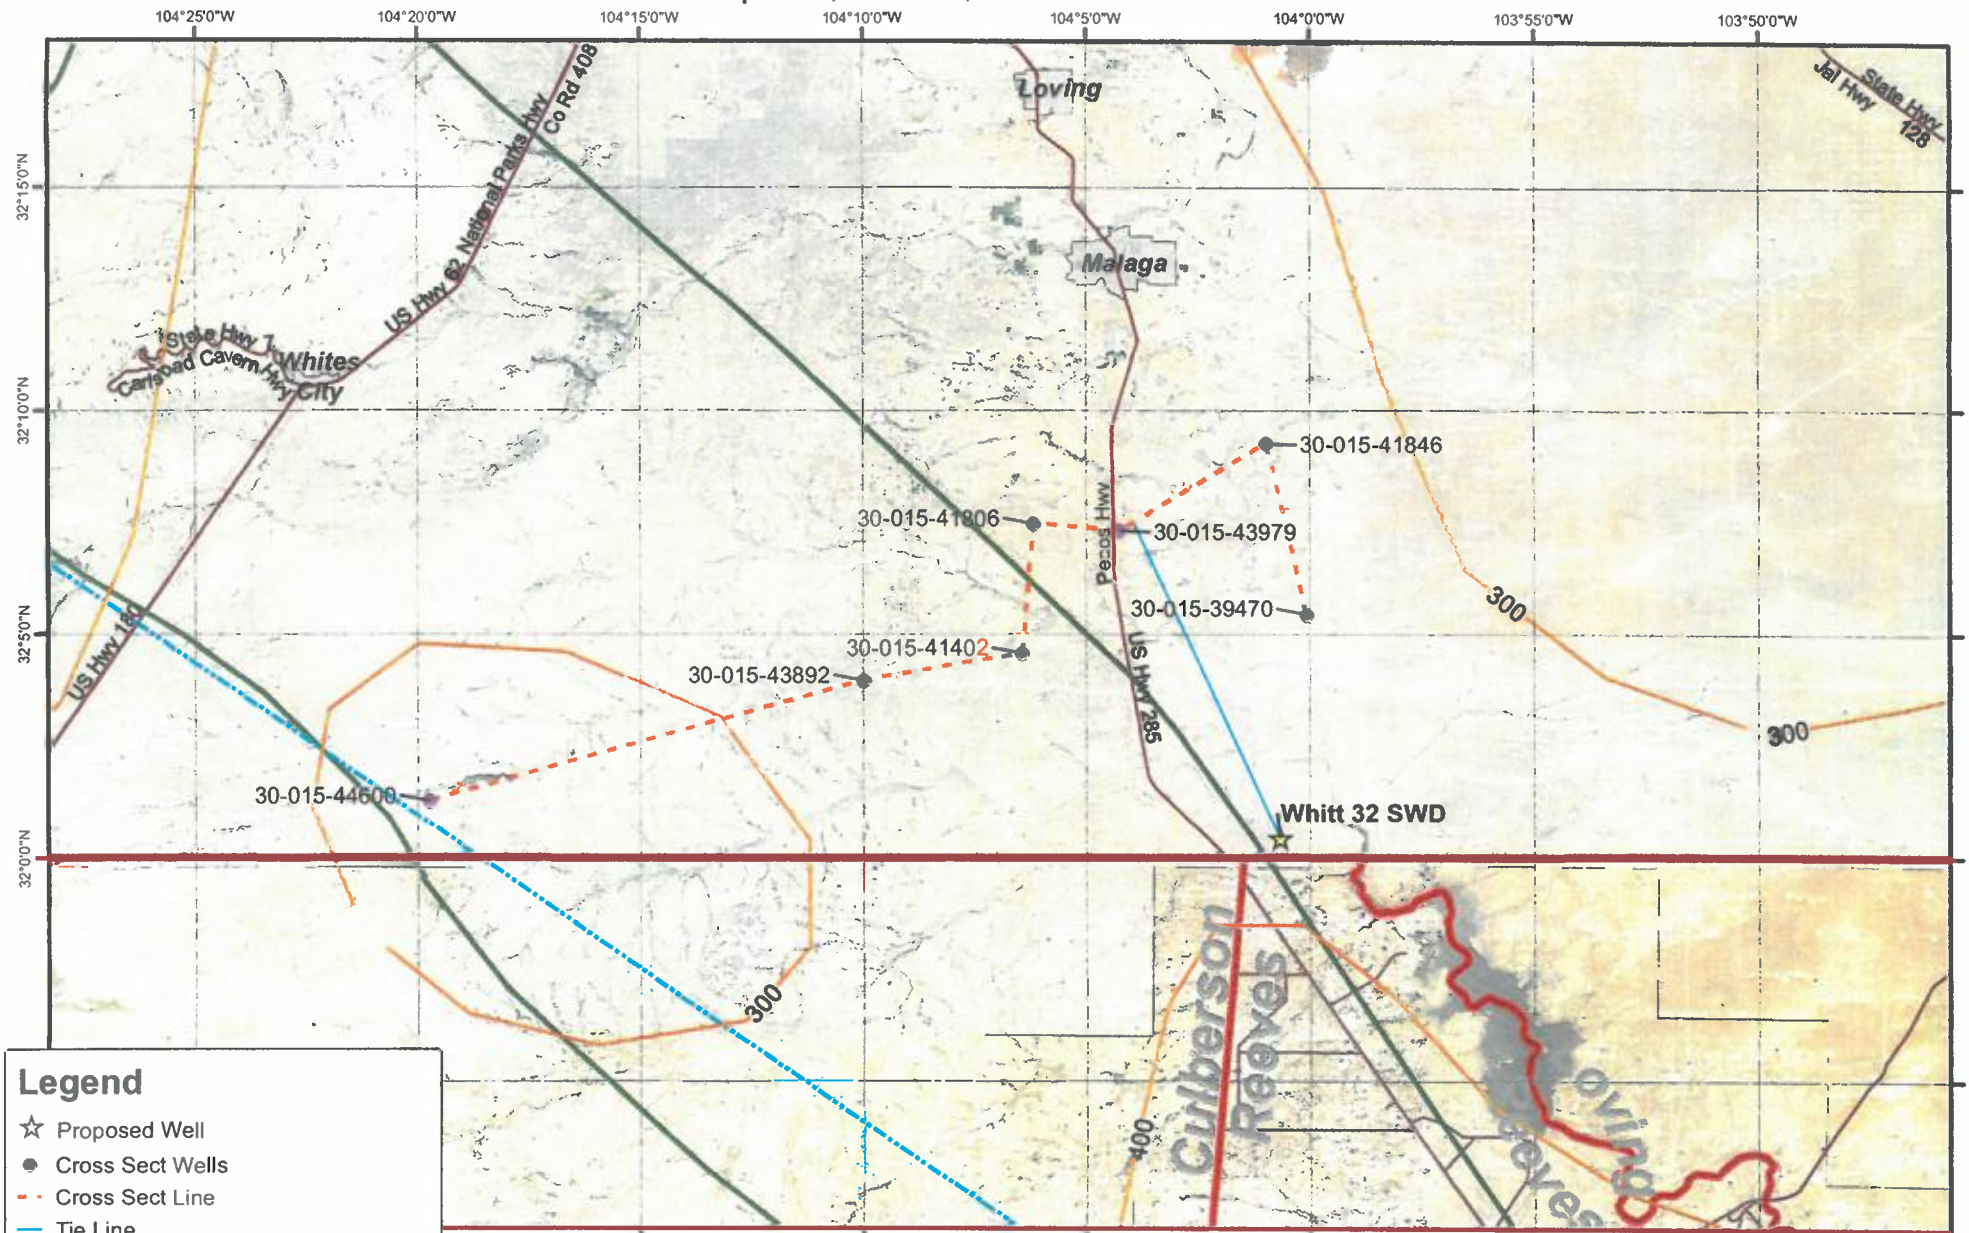 104°25'0"W
104°20'0"W
104°15'0"W
104°10'0"W
104°5'0"W
104°0'0"W
103°55'0"W
103°50'0"W
Co Rd 408
Loving
Jal Hwy
State Hwy
128
32°15'0"N
US Hwy 62 National Parks Hwy
Malaga
State Hwy 7
Carlsbad Cavern Hwy
Whites
City
32°10'0"N
30-015-41846
30-015-41806
Pecos Hwy
30-015-43979
30-015-39470
300
32°5'0"N
US Hwy 180
30-015-41402
30-015-43892
US Hwy 285
300
30-015-44600
Whitt 32 SWD
32°0'0"N
300
Culberson
Reeves
400
oving
eeves
Legend
Proposed Well
Cross Sect Wells
Cross Sect Line
Tie Line